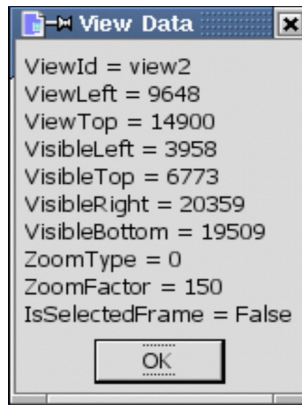 View Data
ViewId = view2
ViewLeft = 9648
ViewTop = 14900
VisibleLeft = 3958
VisibleTop = 6773
VisibleRight = 20359
VisibleBottom = 19509
ZoomType = 0
ZoomFactor = 150
IsSelectedFrame = False
OK